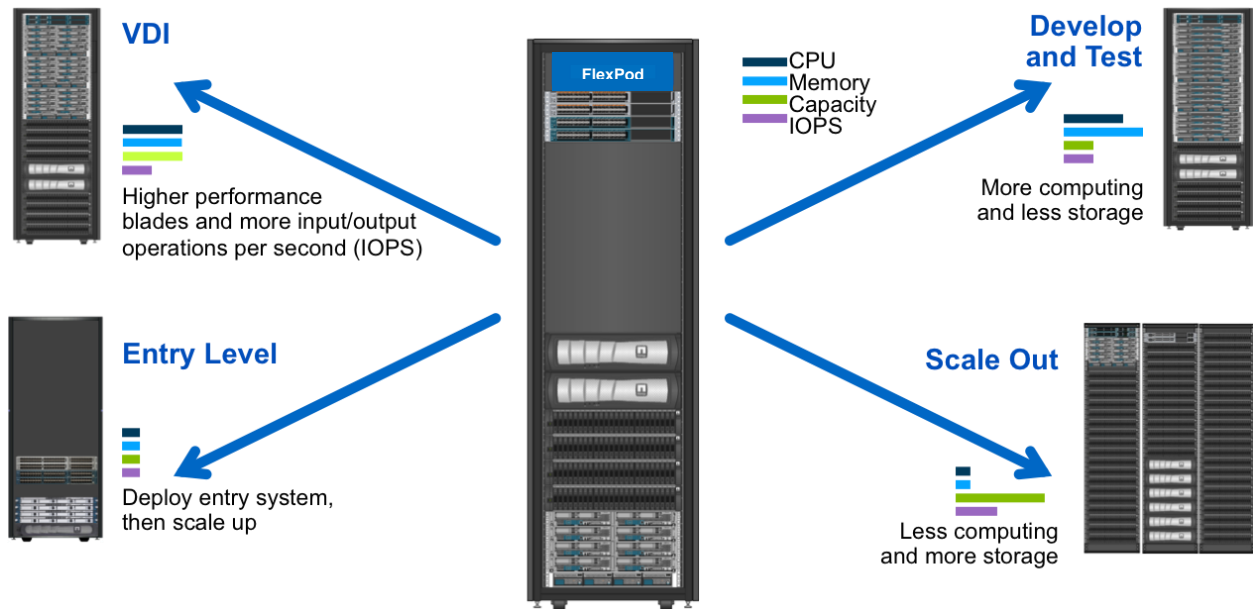 VDI
Higher performance
blades and more input/output
operations per second (IOPS)
Entry Level
Deploy entry system,
then scale up
FlexPod
CPU
Memory
Capacity
IOPS
Develop
and Test
More computing
and less storage
Scale Out
Less computing
and more storage